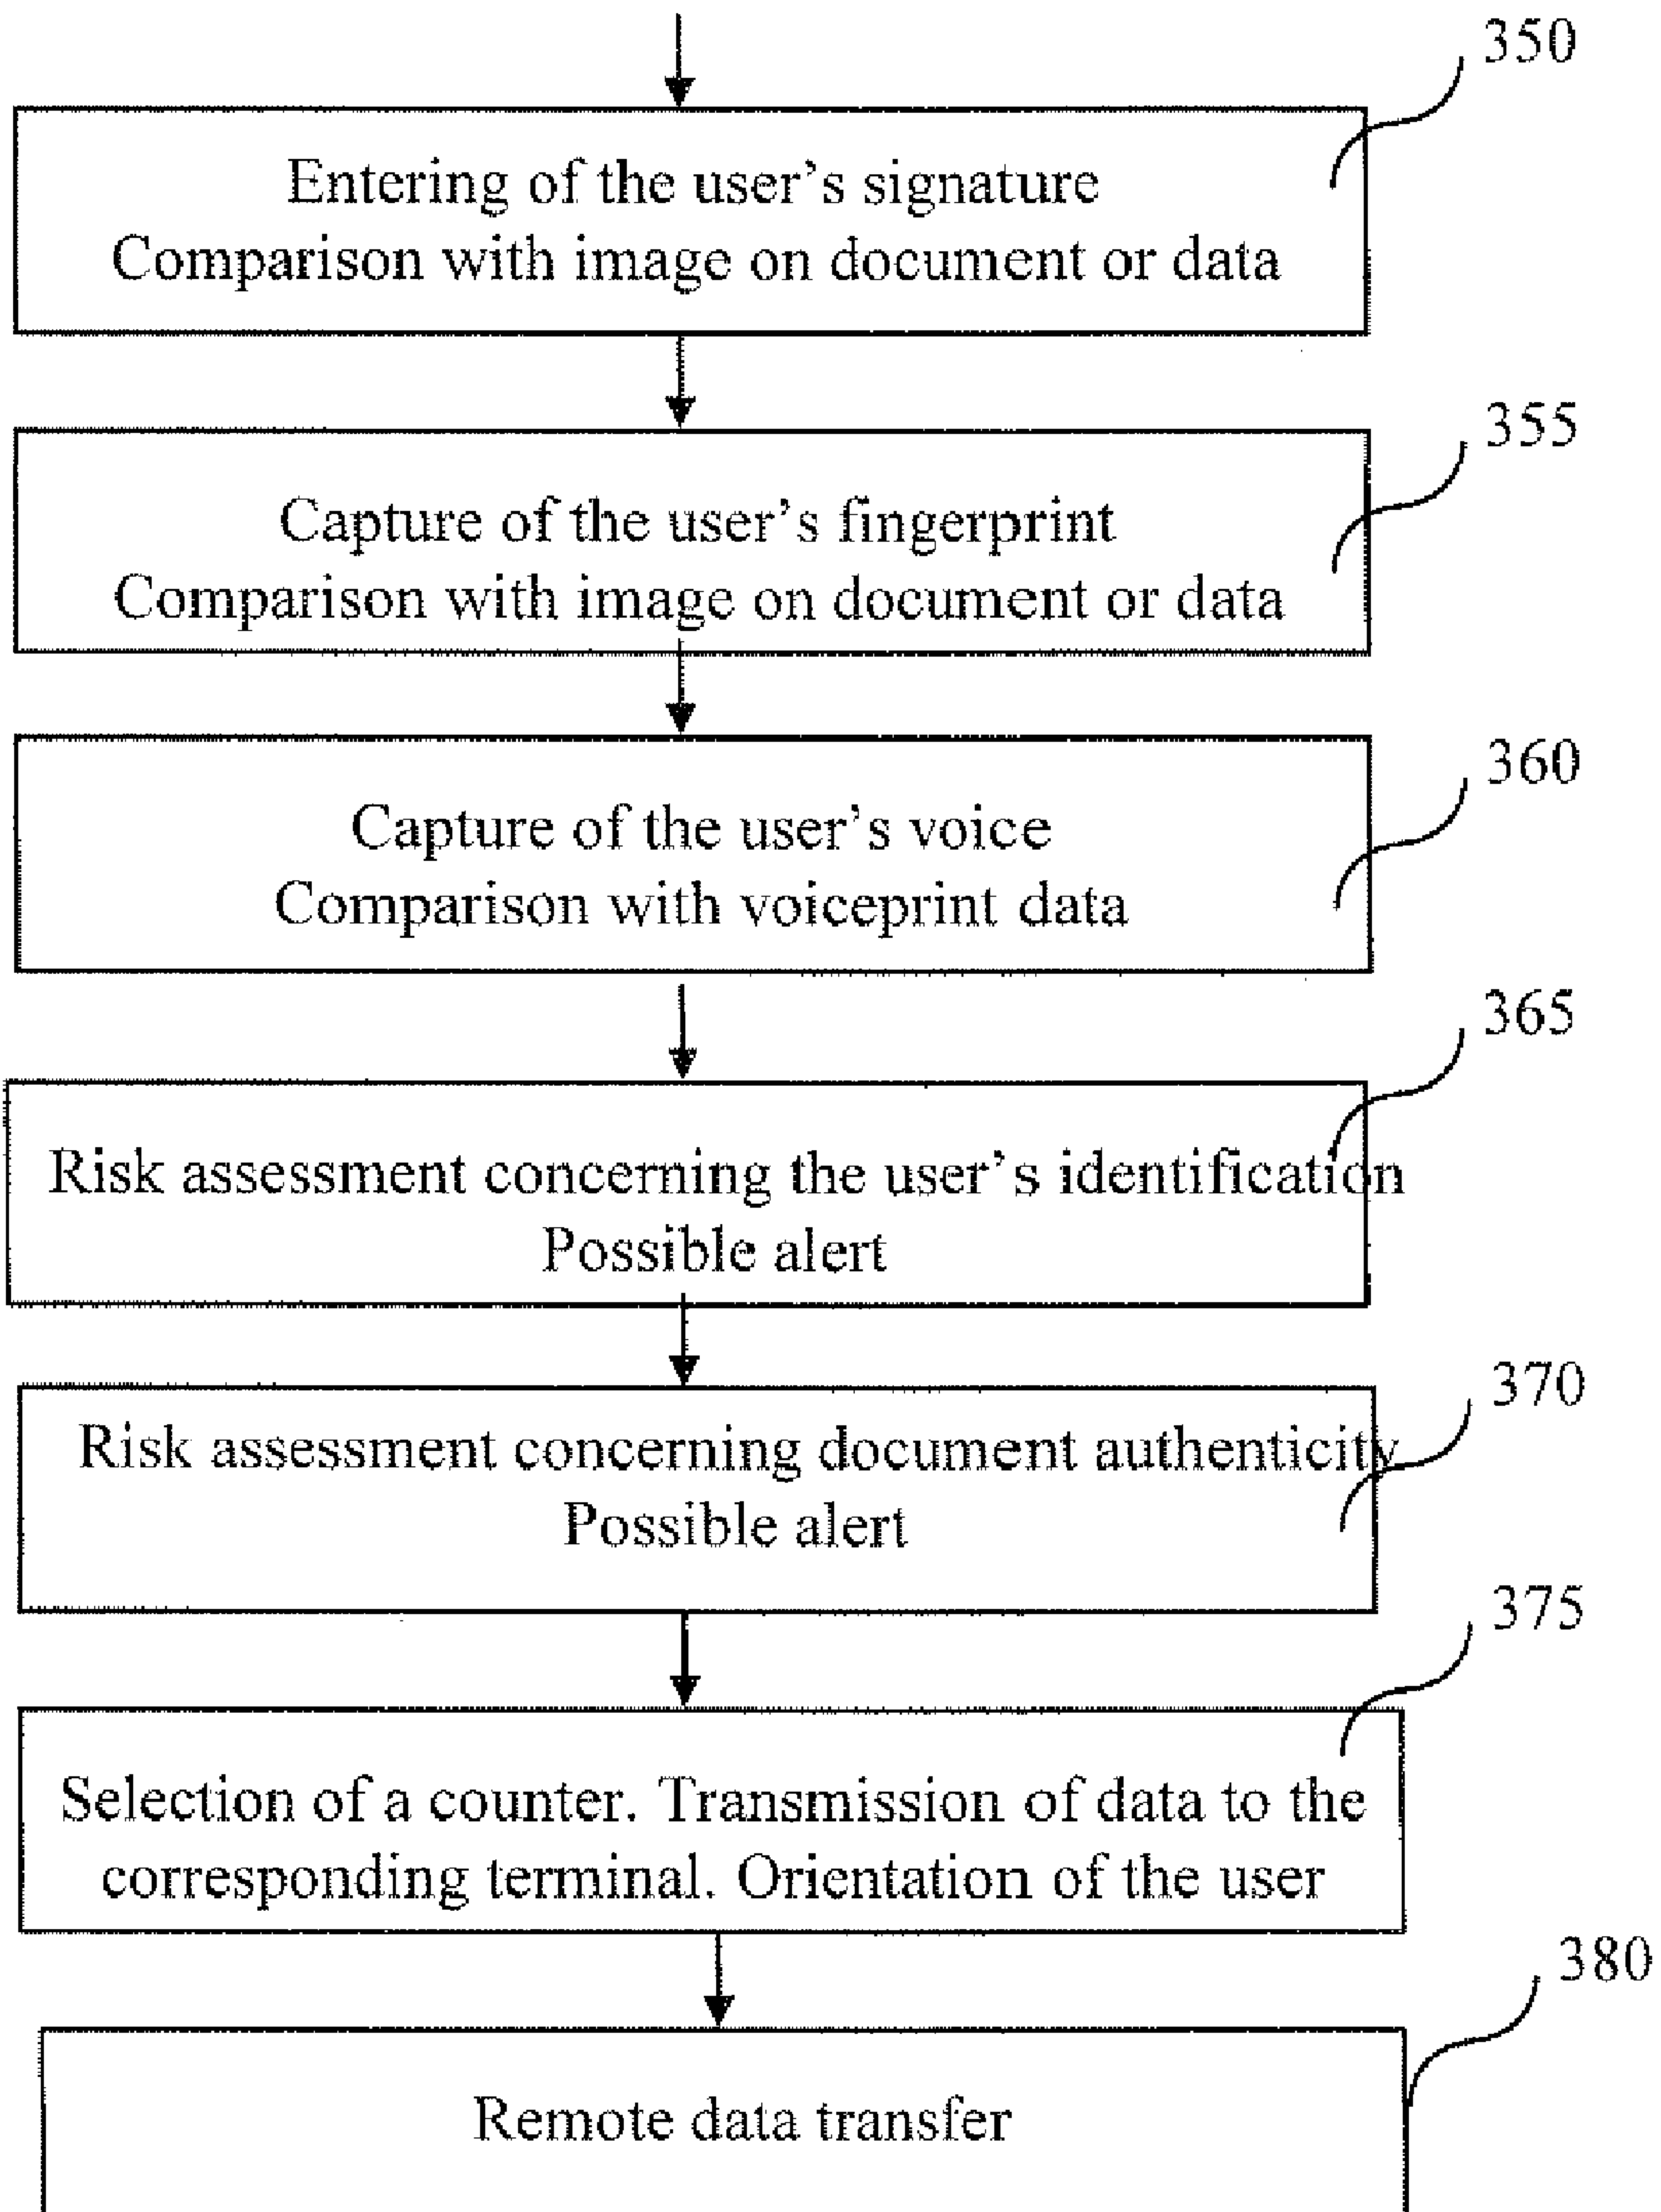 350
Entering of the user's signature
Comparison with image on document or data
355
Capture of the user's fingerprint
Comparison with image on document or data
360
Capture of the user's voice
Comparison with voiceprint data
365
Risk assessment concerning the user's identification
Possible alert
370
Risk assessment concerning document authenticity
Possible alert
375
Selection of a counter. Transmission of data to the
corresponding terminal. Orientation of the user
380
Remote data transfer